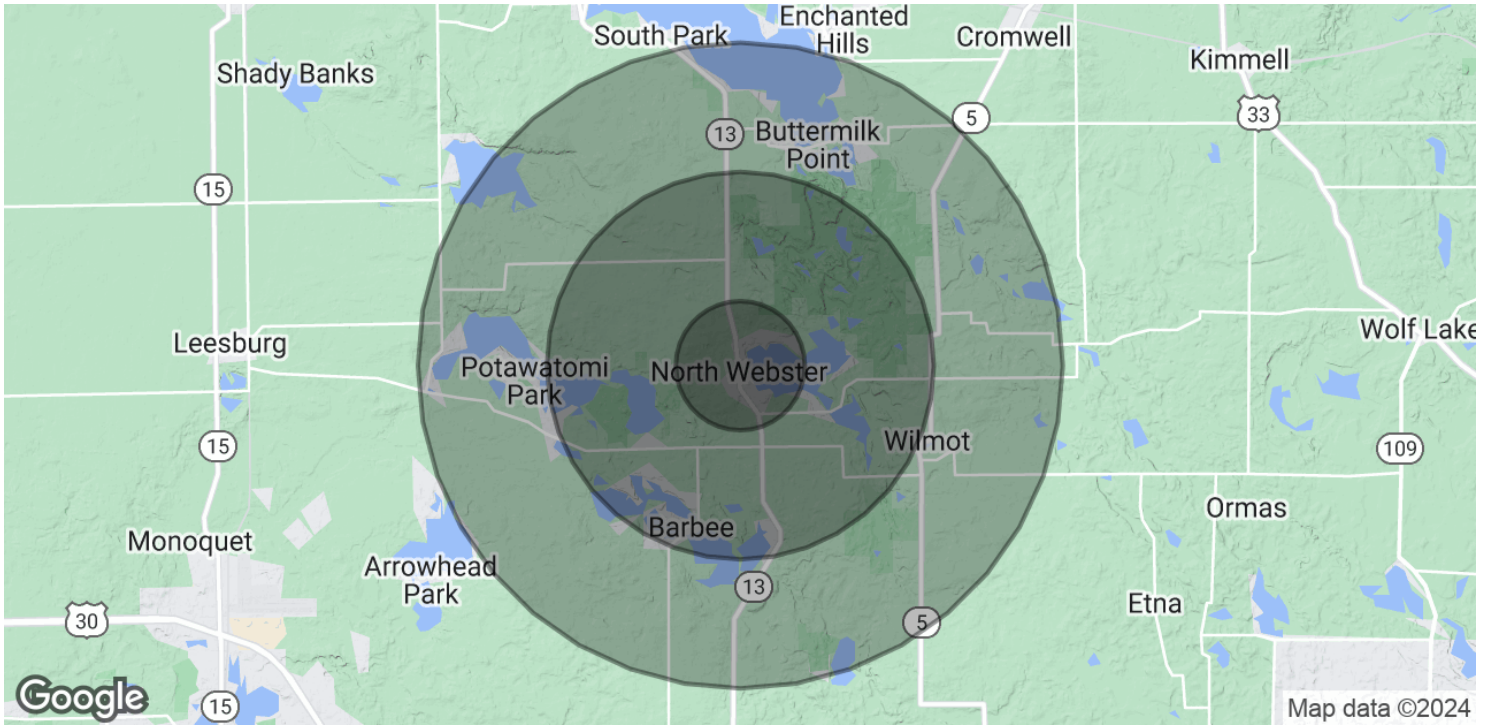 South Park
Enchanted
Hills
Cromwell
Kimmell
Shady Banks
33
5
13
Buttermilk
Point
15
Leesburg
Wolf Lake
Potawatomi
Park
North Webster
Wilmot
15
109
Ormas
Barbee
Monoquet
Arrowhead
Park
13
Etna
30
5
Google
15
Map data ©2024